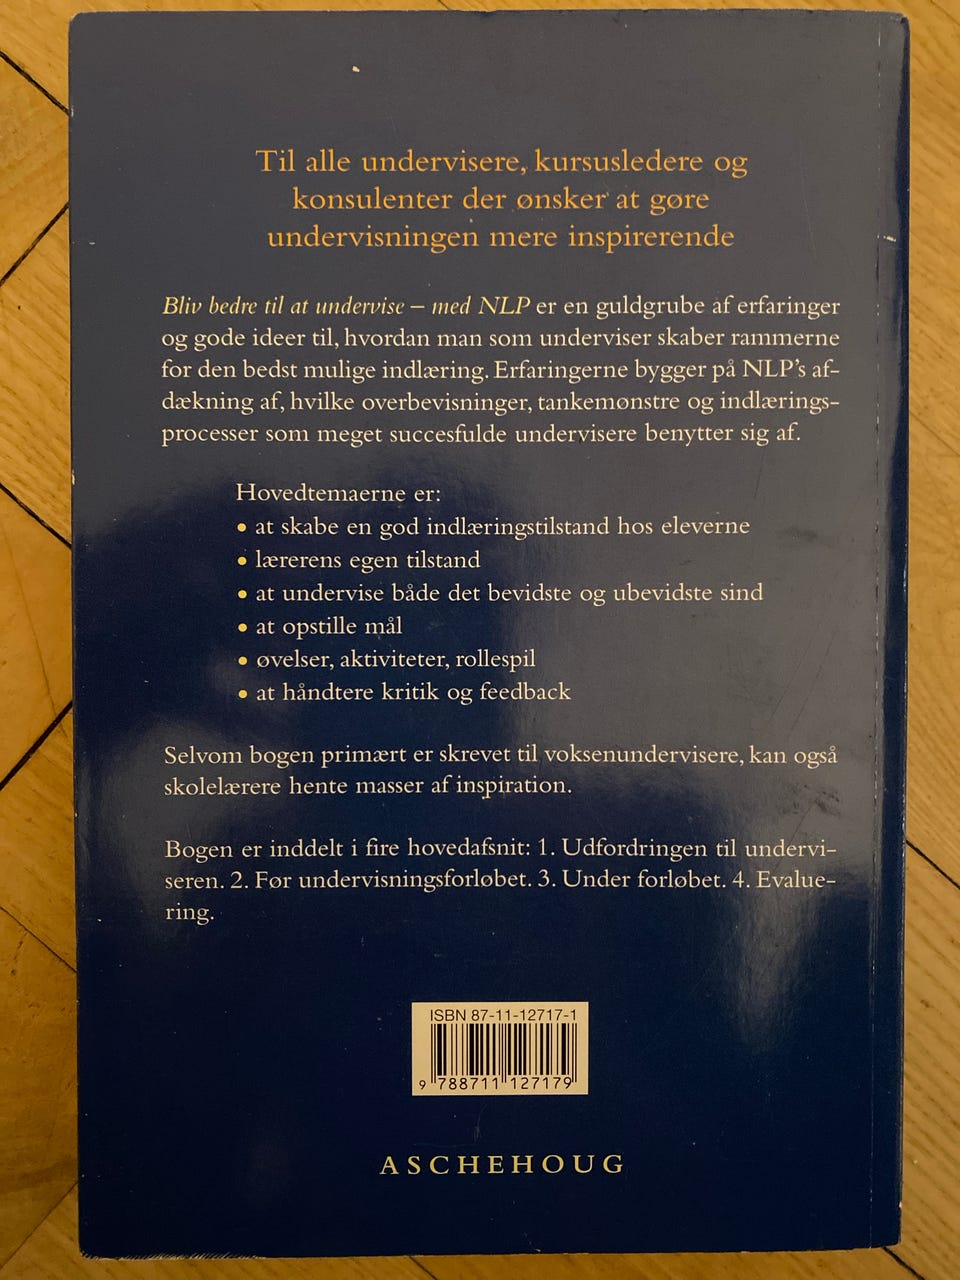 Til alle undervisere, kursusledere og
konsulenter der ønsker at gøre
undervisningen mere inspirerende
Bliv bedre til at undervise – med NLP er en guldgrube af erfaringer
og gode ideer til, hvordan man som underviser skaber rammerne
for den bedst mulige indlæring. Erfaringerne bygger på NLP's af-
dækning af, hvilke overbevisninger, tankemønstre og indlærings-
processer som meget succesfulde undervisere benytter sig af.
Hovedtemaerne er:
• at skabe en god indlæringstilstand hos eleverne
• lærerens egen tilstand
• at undervise både det bevidste og ubevidste sind
• at opstille mål
• øvelser, aktiviteter, rollespil
• at håndtere kritik og feedback
Selvom bogen primært er skrevet til voksenundervisere, kan også
skolelærere hente masser af inspiration.
Bogen er inddelt i fire hovedafsnit: 1. Udfordringen til undervi-
seren. 2. Før undervisningsforløbet. 3. Under forløbet. 4. Evalue-
ring.
ISBN 87-11-12717-1
9 788711 127179
ASCHEHOUG